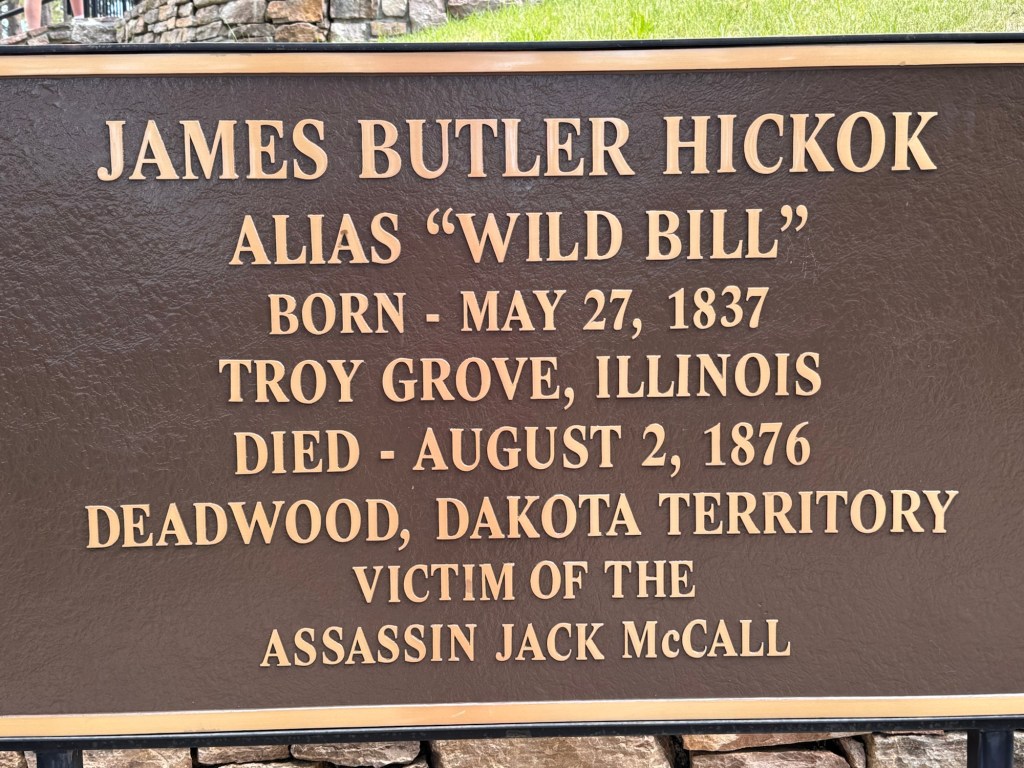 JAMES BUTLER HICKOK
ALIAS “WILD BILL”
BORN - MAY 27, 1837
TROY GROVE, ILLINOIS
DIED - AUGUST 2, 1876
DEADWOOD, DAKOTA TERRITORY
VICTIM OF THE
ASSASSIN JACK McCALL